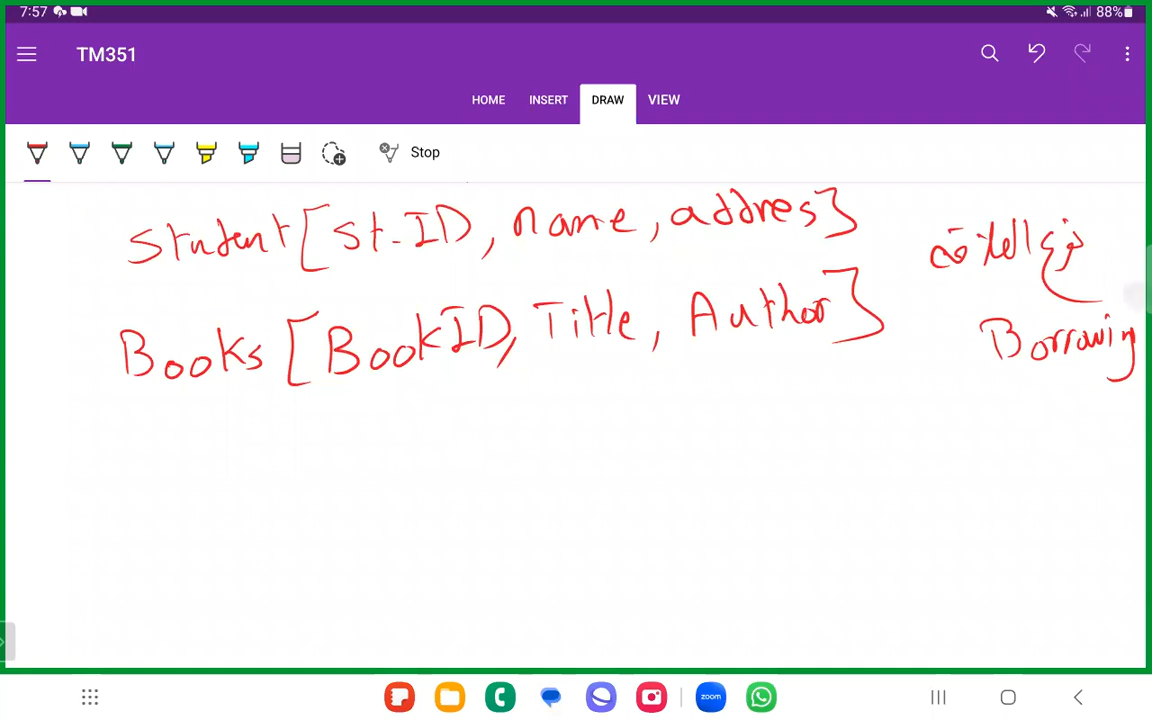 7:57 88%
TM351
HOME INSERT DRAW VIEW
Stop
Student [St.ID, name, addres]
Books [BookID, Title, Author]
Borrowing
zoom